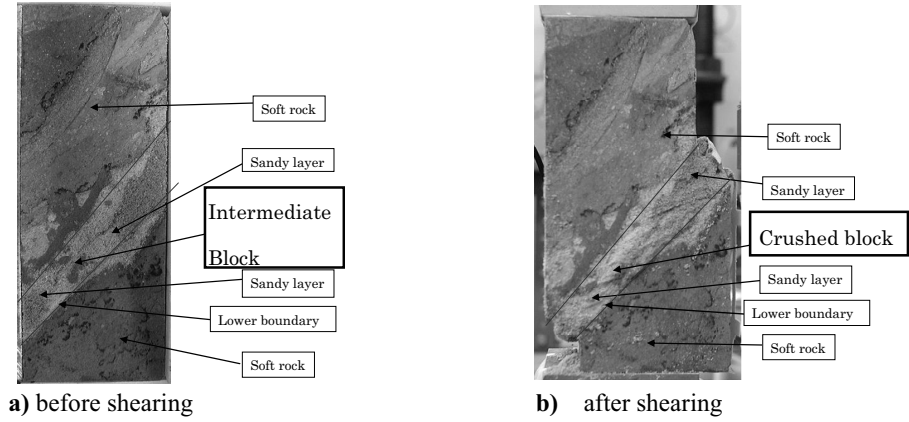 Soft rock
Sandy layer
Intermediate
Block
Sandy layer
Lower boundary
Soft rock
a) before shearing
Soft rock
Sandy layer
Crushed block
Sandy layer
Lower boundary
Soft rock
b) after shearing